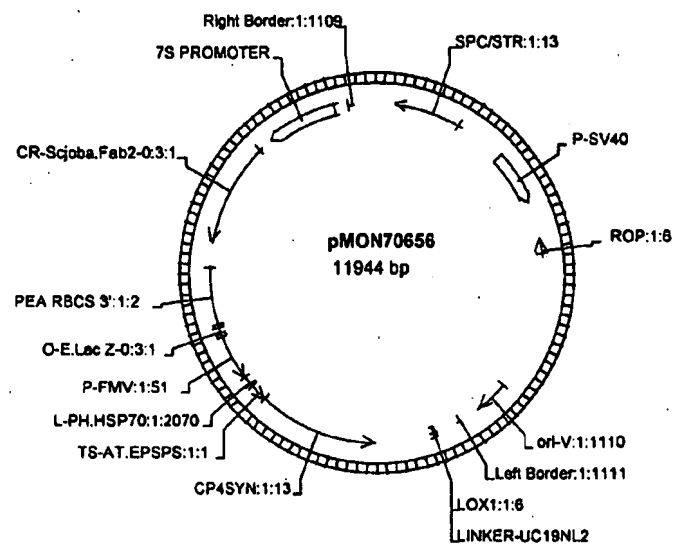 Right Border:1:1109
7S PROMOTER
SPC/STR:1:13
P-SV40
CR-Scjoba.Fab2-0:3:1
ROP:1:6
pMON70656
11944 bp
PEA RBCS 3':1:2
O-E.Lac Z-0:3:1
P-FMV:1:51
L-PH.HSP70:1:2070
TS-AT.EPSPS:1:1
CP4SYN:1:13
ori-V:1:1110
Left Border:1:1111
LOX1:1:6
LINKER-UC19NL2